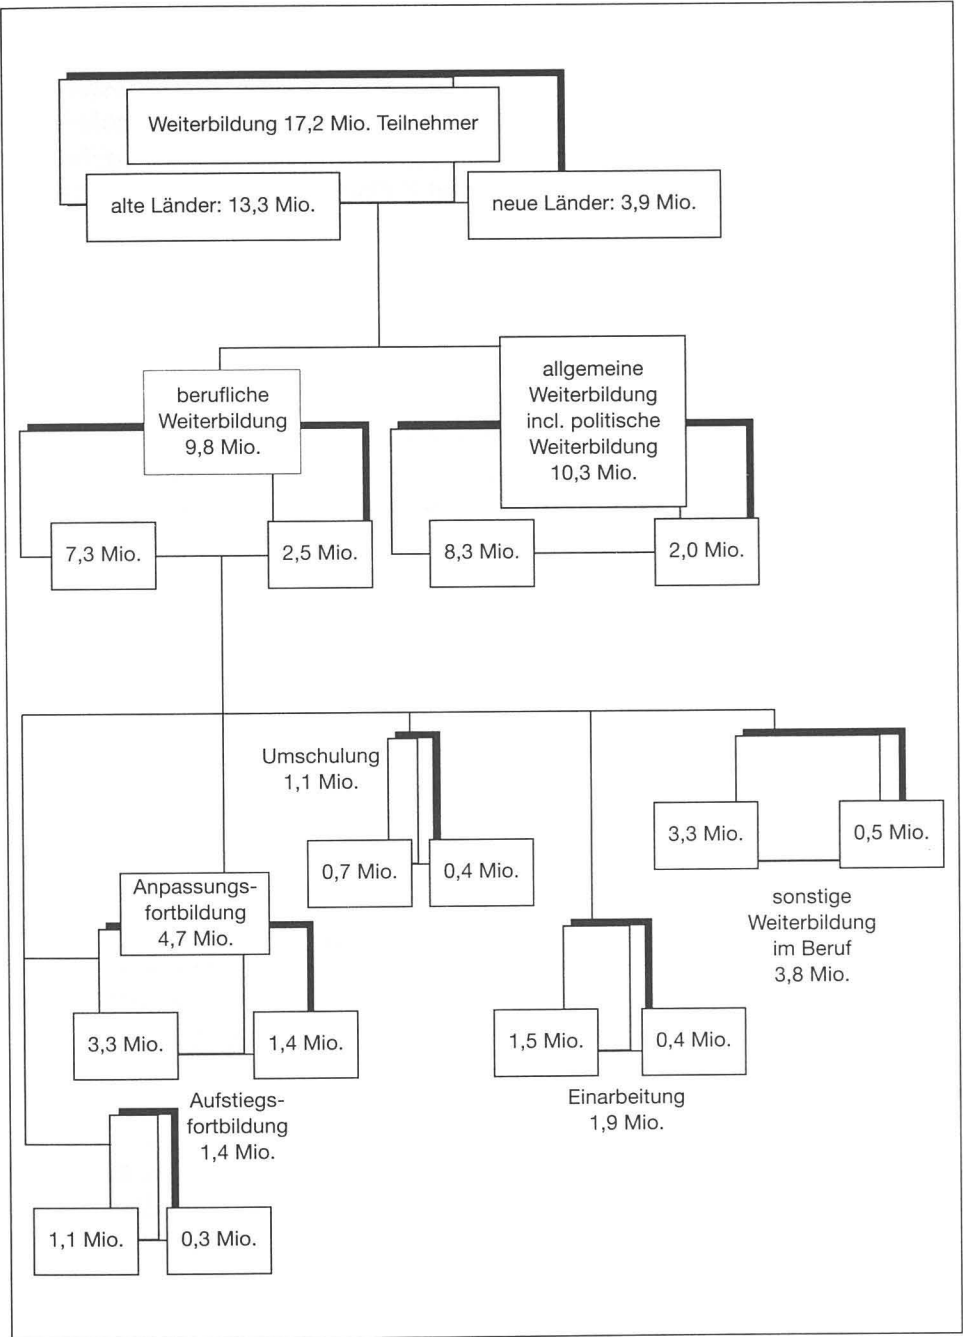 Weiterbildung 17,2 Mio. Teilnehmer
alte Länder: 13,3 Mio.
neue Länder: 3,9 Mio.
berufliche
Weiterbildung
9,8 Mio.
allgemeine
Weiterbildung
incl. politische
Weiterbildung
10,3 Mio.
7,3 Mio.
2,5 Mio.
8,3 Mio.
2,0 Mio.
Umschulung
1,1 Mio.
0,7 Mio.
0,4 Mio.
3,3 Mio.
0,5 Mio.
sonstige
Weiterbildung
im Beruf
3,8 Mio.
Anpassungs-
fortbildung
4,7 Mio.
3,3 Mio.
1,4 Mio.
1,5 Mio.
0,4 Mio.
Einarbeitung
1,9 Mio.
Aufstiegs-
fortbildung
1,4 Mio.
1,1 Mio.
0,3 Mio.